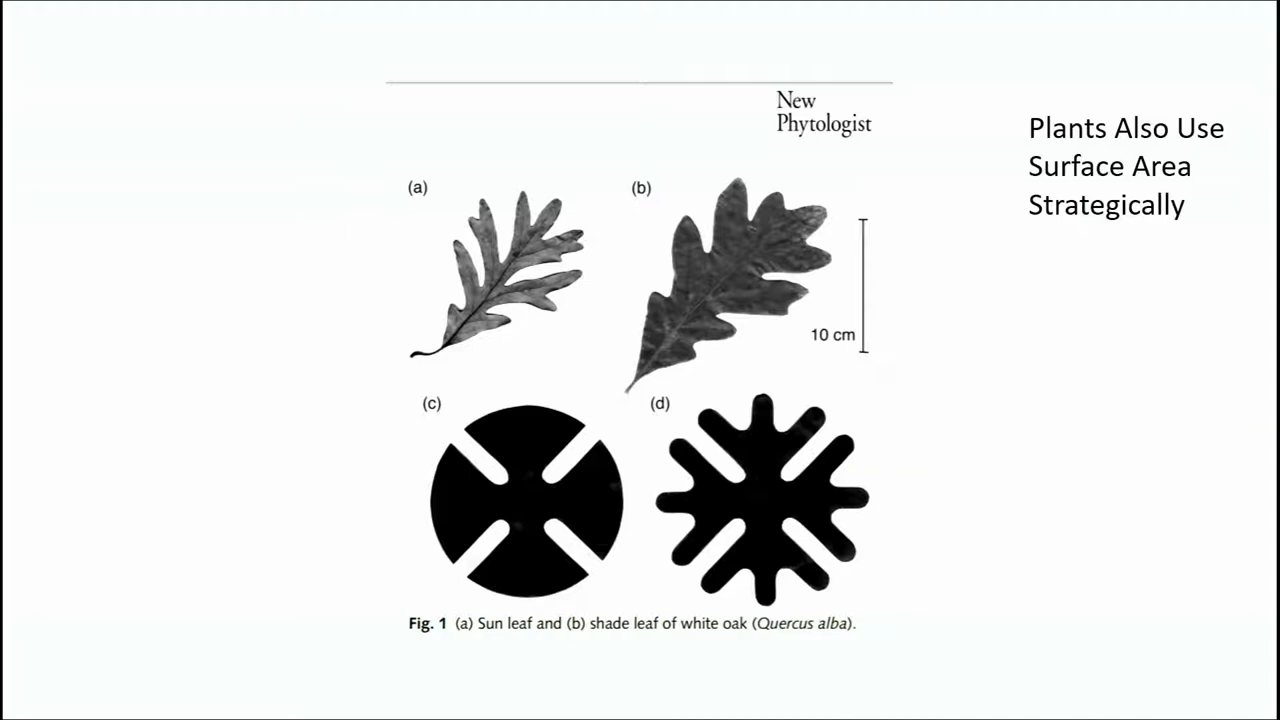 New
Phytologist
Plants Also Use
Surface Area
Strategically
(a)
(b)
10 cm
(c)
(d)
Fig. 1 (a) Sun leaf and (b) shade leaf of white oak (Quercus alba).